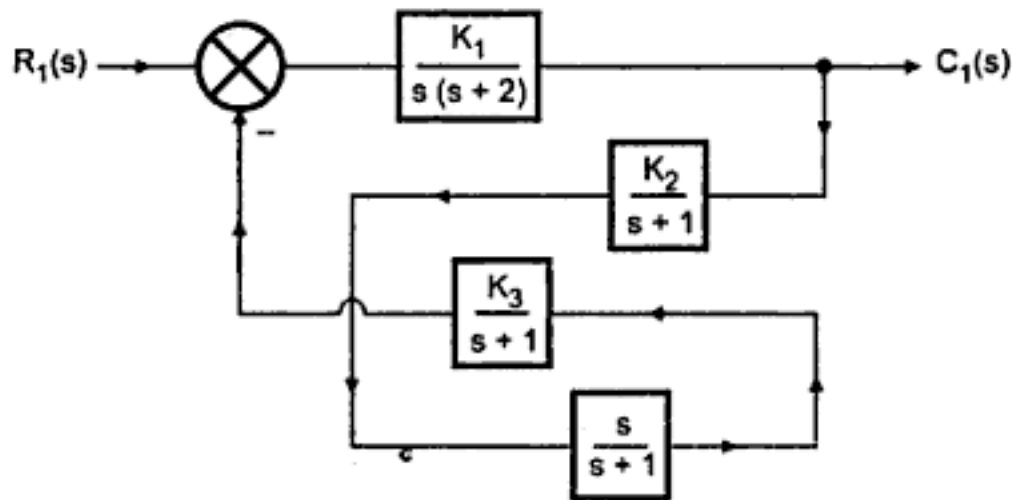 R₁(s)
K₁
s (s + 2)
C₁(s)
–
K₂
s + 1
K₃
s + 1
s
s + 1
c